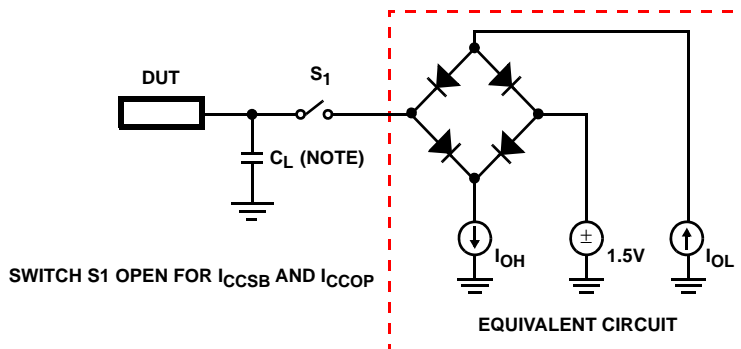 DUT
S1
CL (NOTE)
IOH
±
1.5V
IOL
SWITCH S1 OPEN FOR ICCSB AND ICCOP
EQUIVALENT CIRCUIT